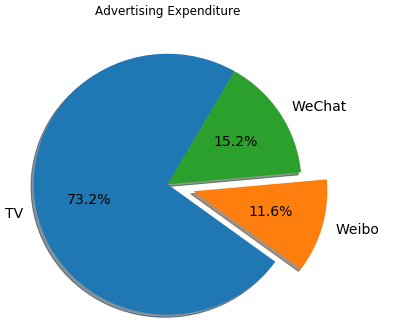 Advertising Expenditure
WeChat
15.2%
73.2%
TV
11.6%
Weibo